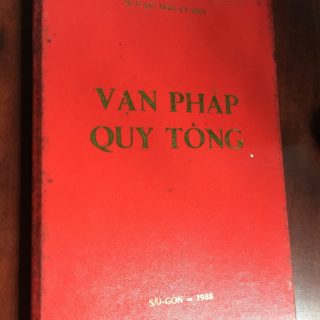 VẠN PHÁP
QUY TÔNG
SÀI-GÒN = 1988